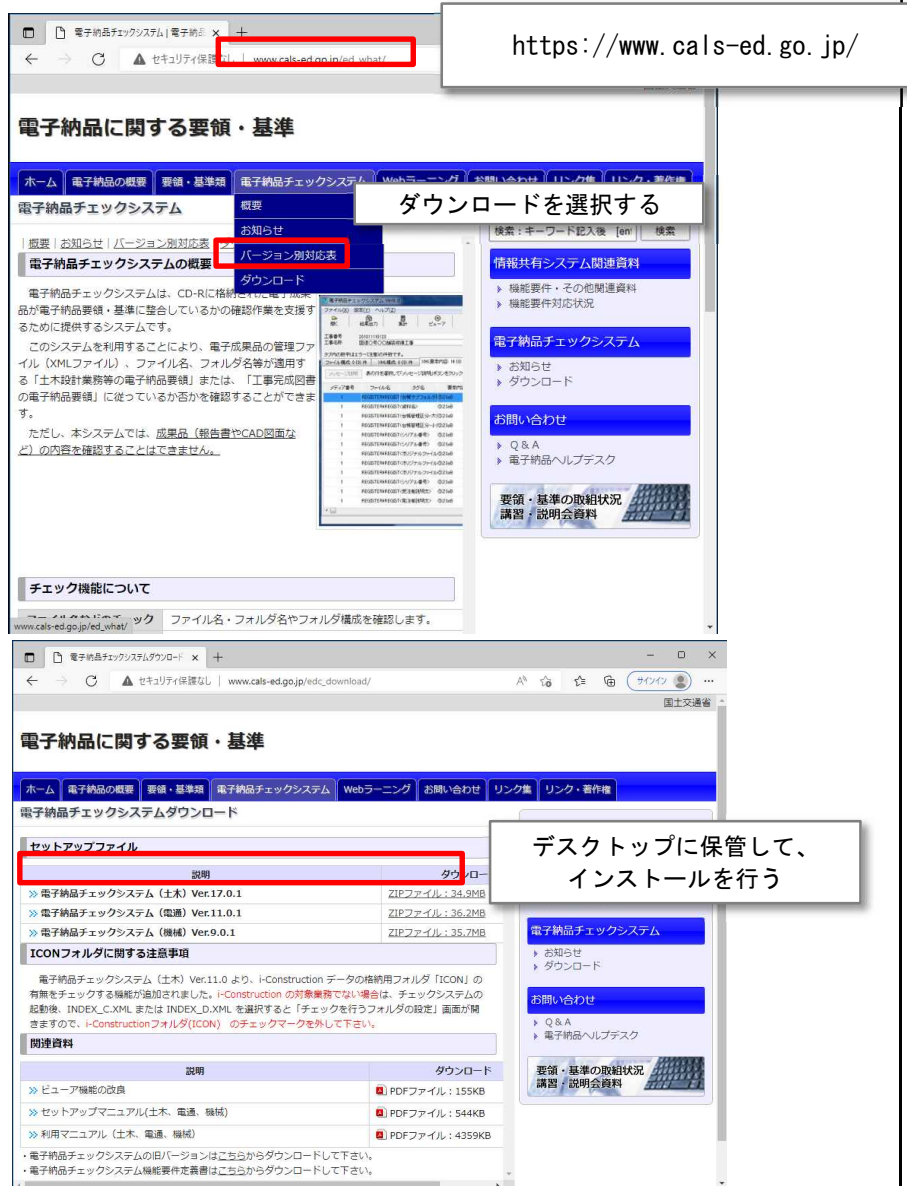 電子納品チェックシステム | 電子納品
https://www.cals-ed.go.jp/
セキュリティ保護なし | www.cals-ed.go.jp/ed_what/
電子納品に関する要領・基準
ホーム 電子納品の概要 要領・基準類 電子納品チェックシステム Webラーニング お問い合わせ リンク集 リンク・著作権
電子納品チェックシステム
概要
お知らせ
バージョン別対応表
ダウンロード
ダウンロードを選択する
| 概要 | お知らせ | バージョン別対応表
検索：キーワード記入後 [en 検索
電子納品チェックシステムの概要
電子納品チェックシステムは、CD-Rに格納された電子成果
品が電子納品要領・基準に整合しているかの確認作業を支援す
るために提供するシステムです。
このシステムを利用することにより、電子成果品の管理ファ
イル（XMLファイル）、ファイル名、フォルダ名等が適用す
る「土木設計業務等の電子納品要領」または、「工事完成図書
の電子納品要領」に従っているか否かを確認することができま
す。
ただし、本システムでは、成果品（報告書やCAD図面な
ど）の内容を確認することはできません。
情報共有システム関連資料
機能要件・その他関連資料
機能要件対応状況
電子納品チェックシステム
お知らせ
ダウンロード
お問い合わせ
Q & A
電子納品ヘルプデスク
要領・基準の取組状況
講習・説明会資料
チェック機能について
ファイル名・フォルダ名やフォルダ構成を確認します。
www.cals-ed.go.jp/ed_what/
電子納品チェックシステムダウンロード
セキュリティ保護なし | www.cals-ed.go.jp/edc_download/
サインイン
国土交通省
電子納品に関する要領・基準
ホーム 電子納品の概要 要領・基準類 電子納品チェックシステム Webラーニング お問い合わせ リンク集 リンク・著作権
電子納品チェックシステムダウンロード
セットアップファイル
デスクトップに保管して、
インストールを行う
説明 ダウンロー
電子納品チェックシステム（土木）Ver.17.0.1 ZIPファイル：34.9MB
電子納品チェックシステム（電通）Ver.11.0.1 ZIPファイル：36.2MB
電子納品チェックシステム（機械）Ver.9.0.1 ZIPファイル：35.7MB
ICONフォルダに関する注意事項
電子納品チェックシステム（土木）Ver.11.0 より、i-Construction データの格納用フォルダ「ICON」の
有無をチェックする機能が追加されました。i-Construction の対象業務でない場合は、チェックシステムの
起動後、INDEX_C.XML または INDEX_D.XML を選択すると「チェックを行うフォルダの設定」画面が開
きますので、i-Constructionフォルダ(ICON) のチェックマークを外して下さい。
関連資料
説明 ダウンロード
ビューア機能の改良 PDFファイル：155KB
セットアップマニュアル(土木、電通、機械) PDFファイル：544KB
利用マニュアル（土木、電通、機械） PDFファイル：4359KB
・電子納品チェックシステムの旧バージョンはこちらからダウンロードして下さい。
・電子納品チェックシステム機能要件定義書はこちらからダウンロードして下さい。
電子納品チェックシステム
お知らせ
ダウンロード
お問い合わせ
Q & A
電子納品ヘルプデスク
要領・基準の取組状況
講習・説明会資料